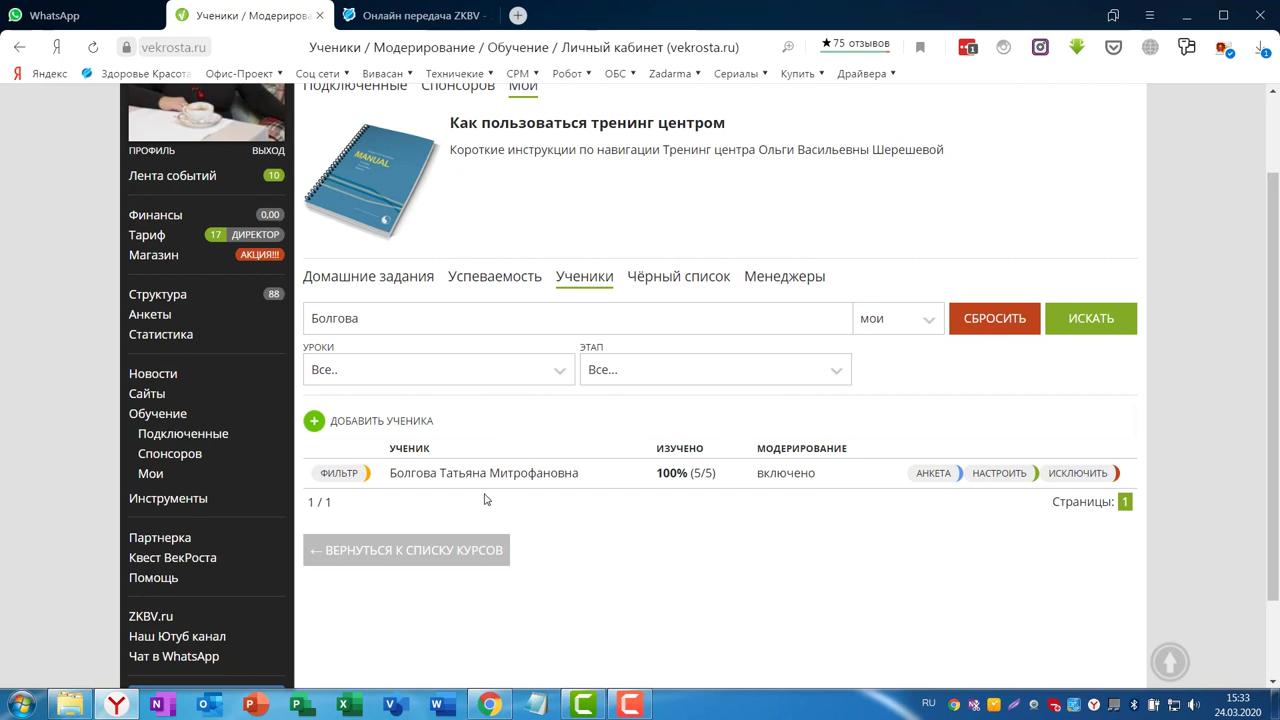 WhatsApp
Ученики / Модерирова
Онлайн передача ZKBV -
vekrosta.ru
Ученики / Модерирование / Обучение / Личный кабинет (vekrosta.ru)
★75 отзывов
1
1
Яндекс
Здоровье Красота
Офис-Проект
Соц сети
Вивасан
Технические
СРМ
Робот
ОБС
Zadarma
Сериалы
Купить
Драйвера
Подключенные
Спонсоров
Мои
Как пользоваться тренинг центром
Короткие инструкции по навигации Тренинг центра Ольги Васильевны Шерешевой
MANUAL
ПРОФИЛЬ
ВЫХОД
Лента событий
10
Финансы
0,00
Тариф
17
ДИРЕКТОР
Магазин
АКЦИЯ!!!
Структура
88
Анкеты
Статистика
Новости
Сайты
Обучение
Подключенные
Спонсоров
Мои
Инструменты
Партнерка
Квест ВекРоста
Помощь
ZKBV.ru
Наш Ютуб канал
Чат в WhatsApp
Домашние задания
Успеваемость
Ученики
Чёрный список
Менеджеры
Болгова
мои
СБРОСИТЬ
ИСКАТЬ
УРОКИ
ЭТАП
Все..
Все...
+
ДОБАВИТЬ УЧЕНИКА
УЧЕНИК
ИЗУЧЕНО
МОДЕРИРОВАНИЕ
ФИЛЬТР
Болгова Татьяна Митрофановна
100% (5/5)
включено
АНКЕТА
НАСТРОИТЬ
ИСКЛЮЧИТЬ
1 / 1
Страницы: 1
← ВЕРНУТЬСЯ К СПИСКУ КУРСОВ
RU
15:33
24.03.2020